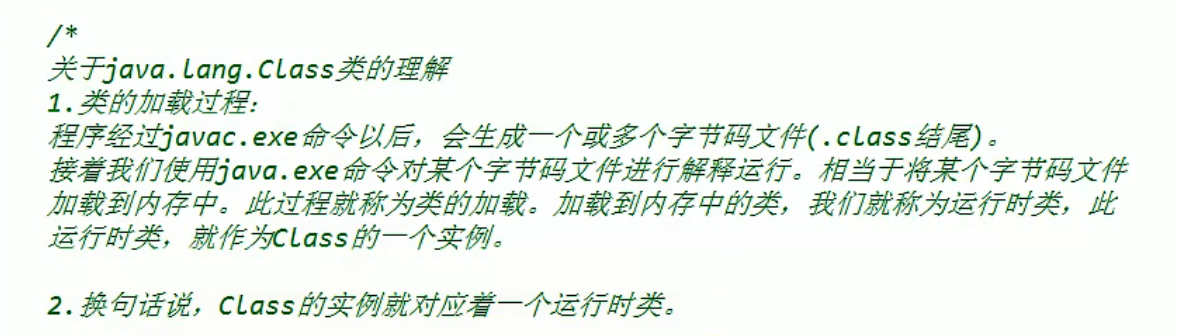 /*
关于java.lang.Class类的理解
1.类的加载过程：
程序经过javac.exe命令以后，会生成一个或多个字节码文件(.class结尾)。
接着我们使用java.exe命令对某个字节码文件进行解释运行。相当于将某个字节码文件
加载到内存中。此过程就称为类的加载。加载到内存中的类，我们就称为运行时类，此
运行时类，就作为Class的一个实例。
2.换句话说，Class的实例就对应着一个运行时类。